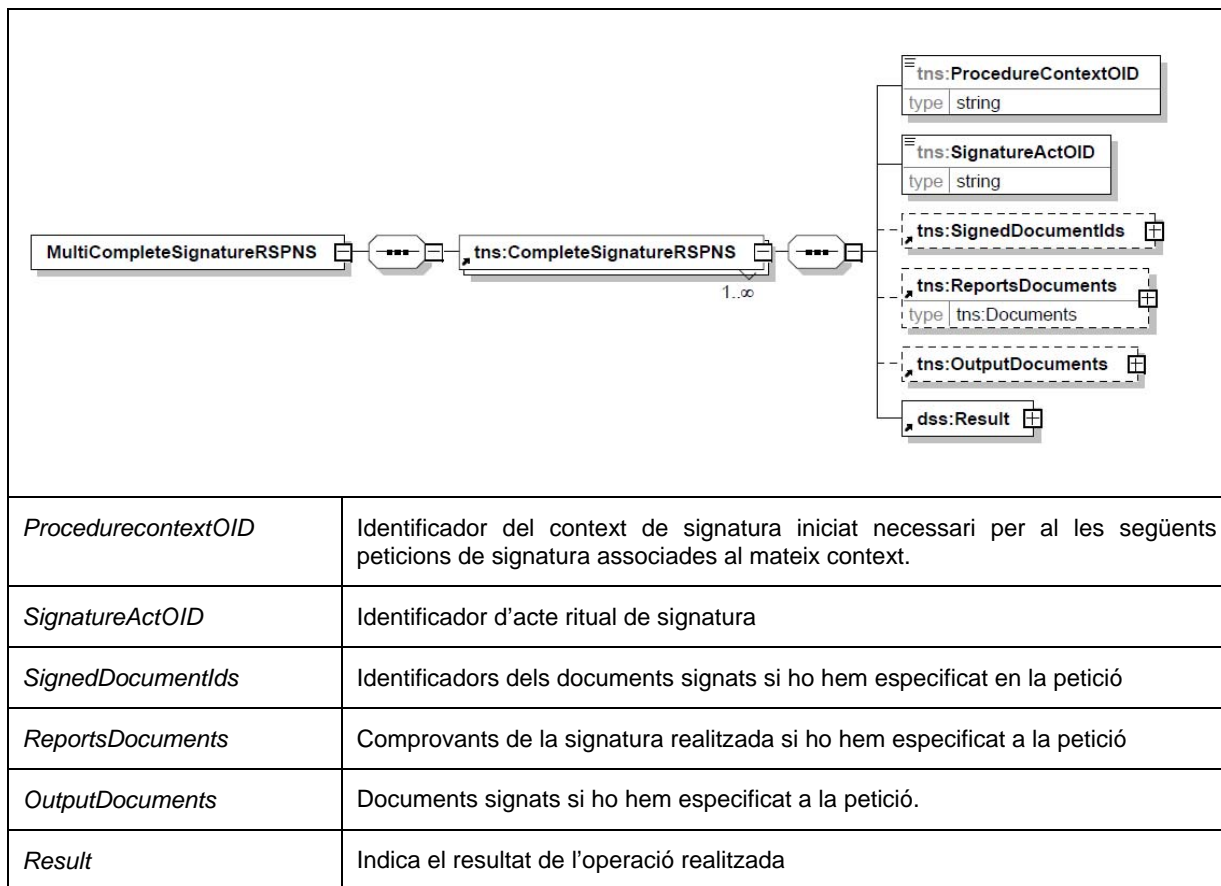 tns:ProcedureContextOID
type string
tns:SignatureActOID
type string
MultiCompleteSignatureRSPNS
tns:CompleteSignatureRSPNS
1..∞
tns:SignedDocumentIds
tns:ReportsDocuments
type tns:Documents
tns:OutputDocuments
dss:Result
ProcedurecontextOID
Identificador del context de signatura iniciat necessari per al les següents
peticions de signatura associades al mateix context.
SignatureActOID
Identificador d’acte ritual de signatura
SignedDocumentIds
Identificadors dels documents signats si ho hem especificat en la petició
ReportsDocuments
Comprovants de la signatura realitzada si ho hem especificat a la petició
OutputDocuments
Documents signats si ho hem especificat a la petició.
Result
Indica el resultat de l’operació realitzada